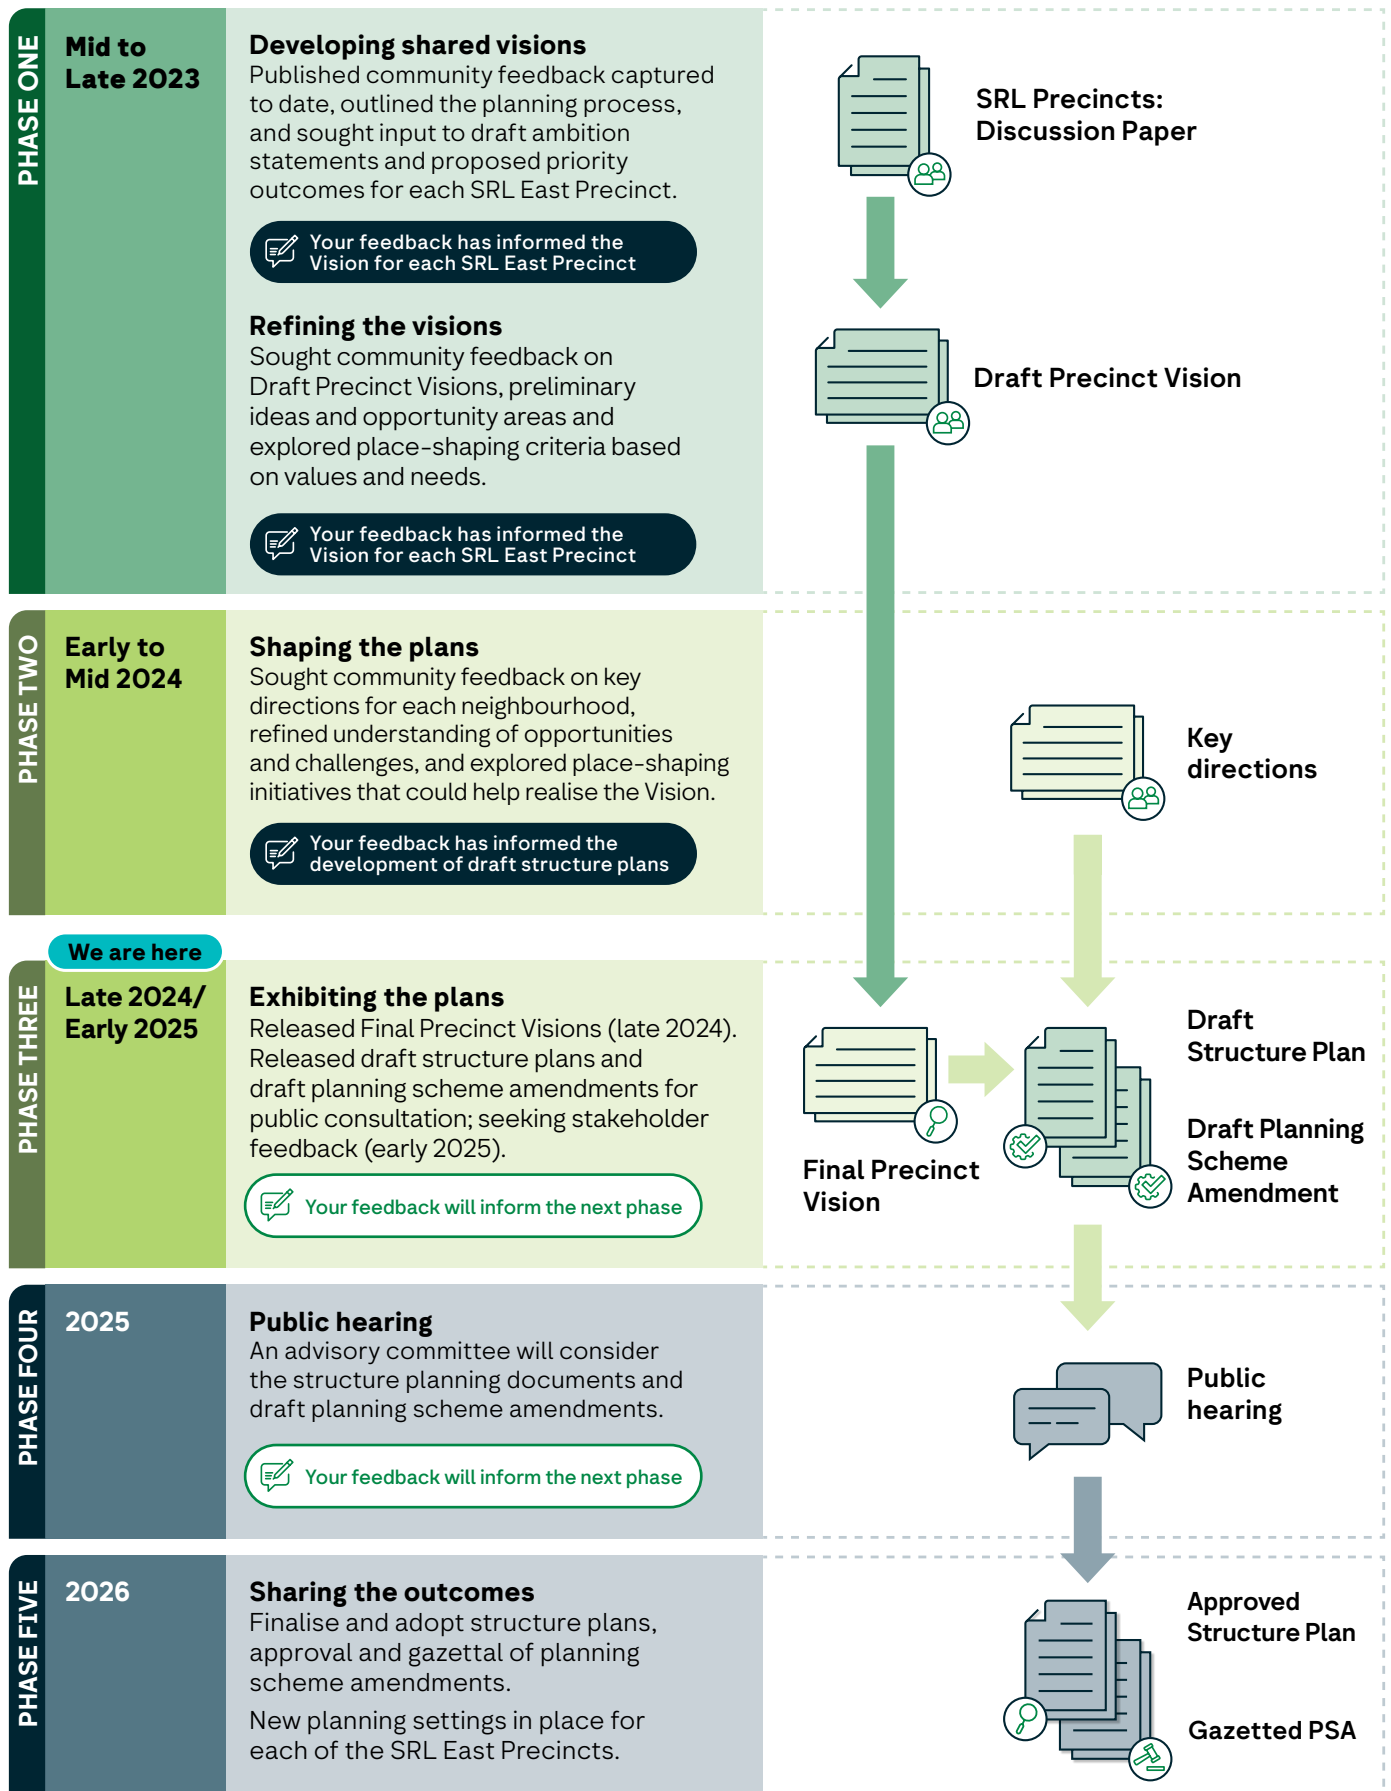 PHASE ONE
Mid to
Late 2023
Developing shared visions
Published community feedback captured
to date, outlined the planning process,
and sought input to draft ambition
statements and proposed priority
outcomes for each SRL East Precinct.
Your feedback has informed the
Vision for each SRL East Precinct
Refining the visions
Sought community feedback on
Draft Precinct Visions, preliminary
ideas and opportunity areas and
explored place-shaping criteria based
on values and needs.
Your feedback has informed the
Vision for each SRL East Precinct
SRL Precincts:
Discussion Paper
Draft Precinct Vision
PHASE TWO
Early to
Mid 2024
Shaping the plans
Sought community feedback on key
directions for each neighbourhood,
refined understanding of opportunities
and challenges, and explored place-shaping
initiatives that could help realise the Vision.
Your feedback has informed the
development of draft structure plans
Key
directions
We are here
PHASE THREE
Late 2024/
Early 2025
Exhibiting the plans
Released Final Precinct Visions (late 2024).
Released draft structure plans and
draft planning scheme amendments for
public consultation; seeking stakeholder
feedback (early 2025).
Your feedback will inform the next phase
Final Precinct
Vision
Draft
Structure Plan
Draft Planning
Scheme
Amendment
PHASE FOUR
2025
Public hearing
An advisory committee will consider
the structure planning documents and
draft planning scheme amendments.
Your feedback will inform the next phase
Public
hearing
PHASE FIVE
2026
Sharing the outcomes
Finalise and adopt structure plans,
approval and gazettal of planning
scheme amendments.
New planning settings in place for
each of the SRL East Precincts.
Approved
Structure Plan
Gazetted PSA